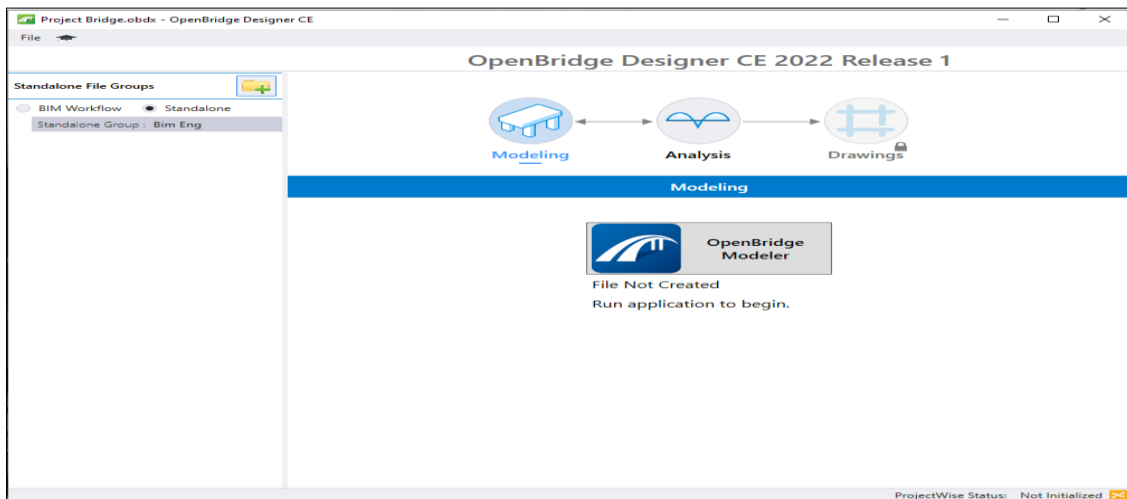 Project Bridge.obdx - OpenBridge Designer CE
File
OpenBridge Designer CE 2022 Release 1
Standalone File Groups
BIM Workflow Standalone
Standalone Group : Bim Eng
Modeling Analysis Drawings
Modeling
OpenBridge
Modeler
File Not Created
Run application to begin.
ProjectWise Status: Not Initialized